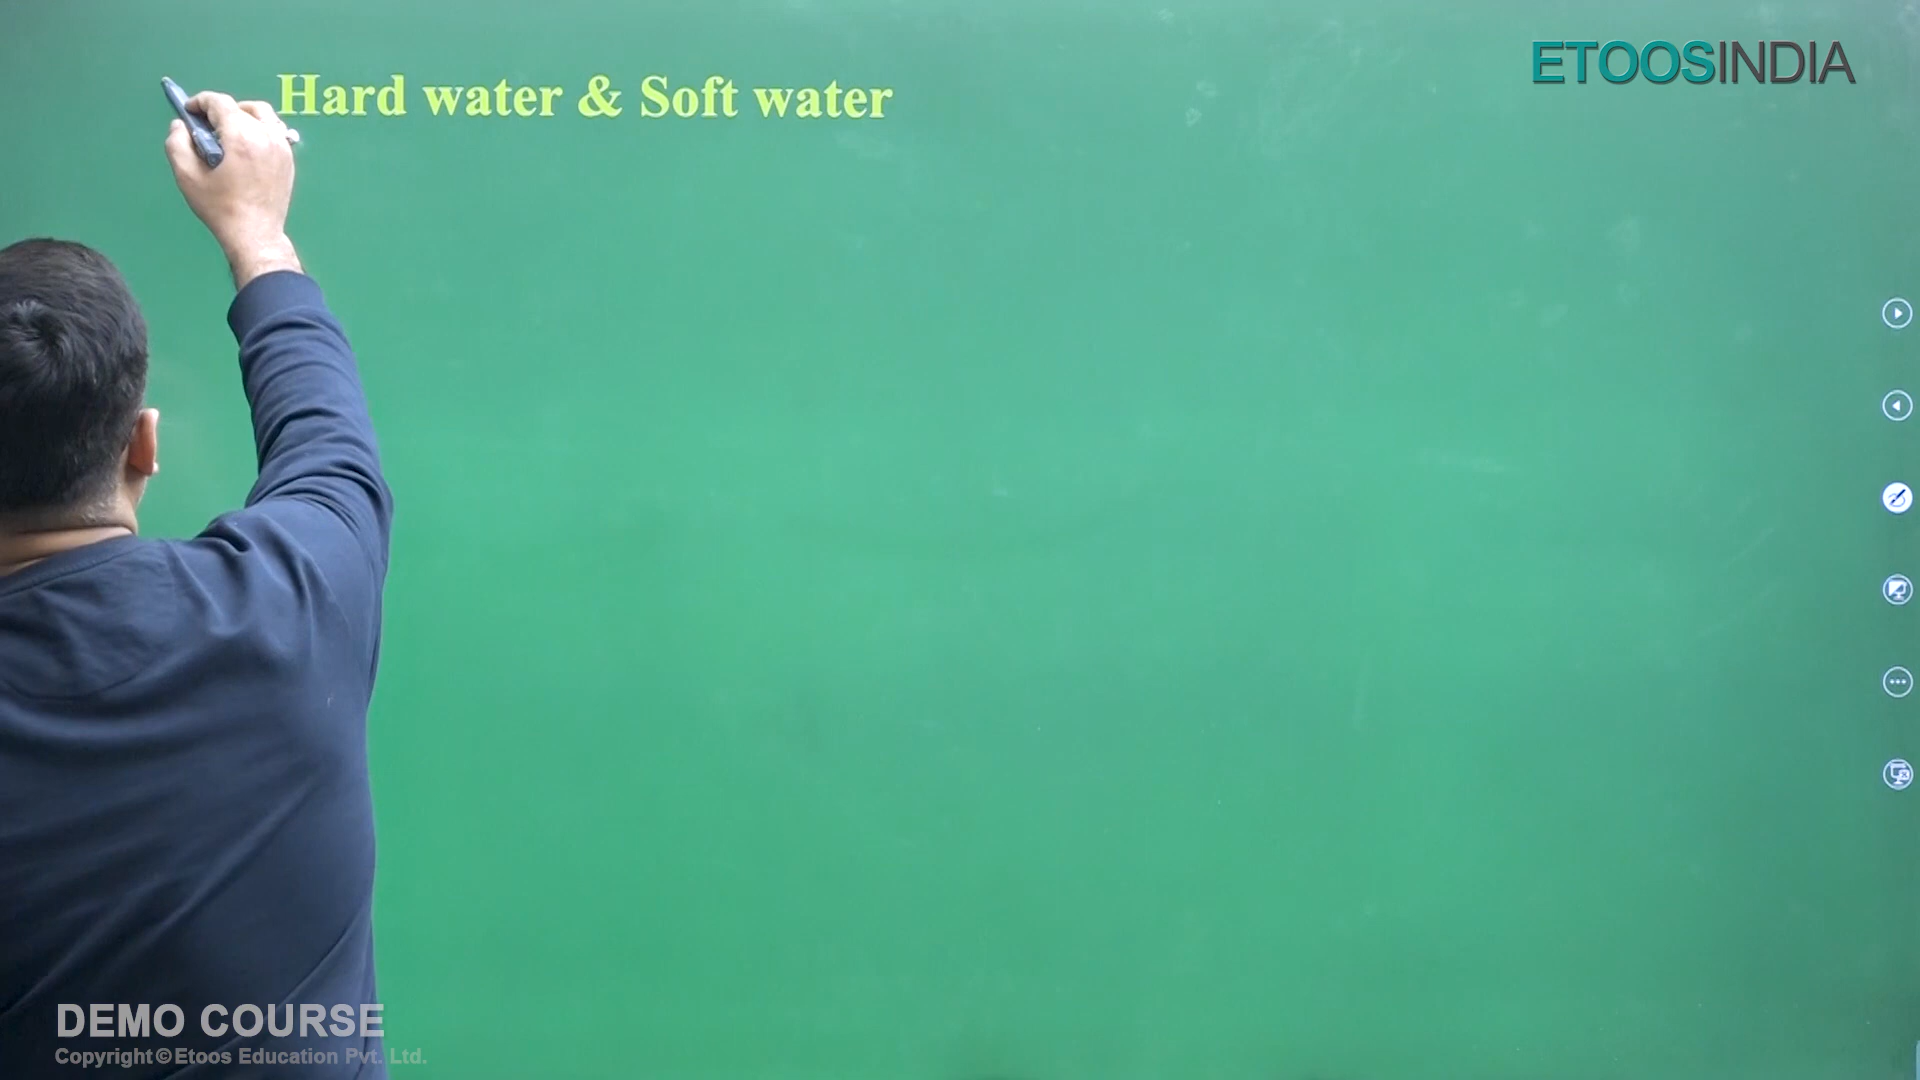 Hard water & Soft water
ETOOSINDIA
DEMO COURSE
Copyright©Etoos Education Pvt. Ltd.